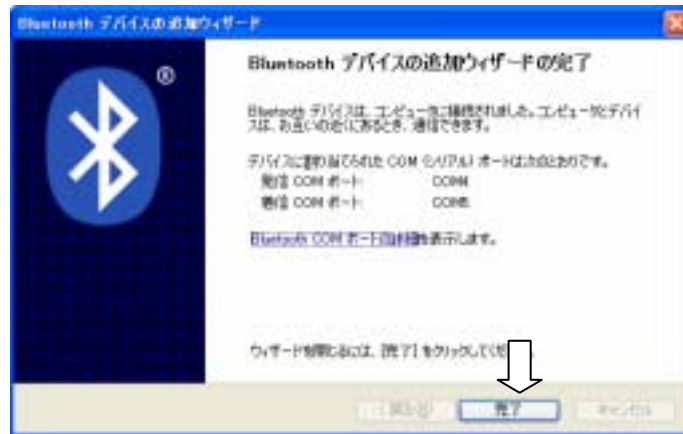 Bluetooth デバイスの追加ウィザード
®
Bluetooth デバイスの追加ウィザードの完了
Bluetooth デバイスは、コンピュータに接続されました。コンピュータとデバイ
スは、お互いの近くにあるとき、通信できます。
デバイスに割り当てられた COM (シリアル) ポートは次のとおりです。
発信 COM ポート:
着信 COM ポート:
Bluetooth COM ポートの詳細を表示します。
ウィザードを閉じるには、[完了] をクリックしてくだ
完了
キャンセル